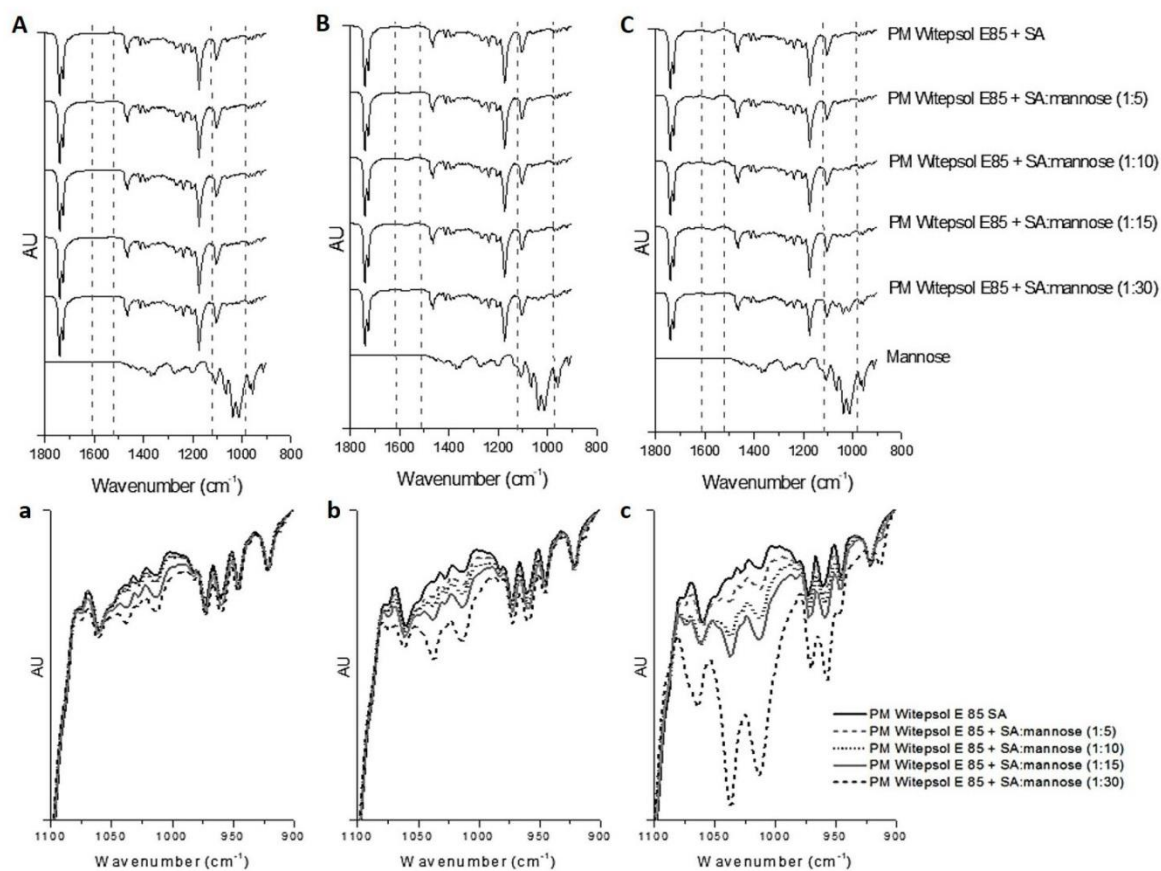 A
B
C
AU
AU
AU
PM Witepsol E85 + SA
PM Witepsol E85 + SA:mannose (1:5)
PM Witepsol E85 + SA:mannose (1:10)
PM Witepsol E85 + SA:mannose (1:15)
PM Witepsol E85 + SA:mannose (1:30)
Mannose
1800 1600 1400 1200 1000 800
1800 1600 1400 1200 1000 800
1800 1600 1400 1200 1000 800
Wavenumber (cm⁻¹)
Wavenumber (cm⁻¹)
Wavenumber (cm⁻¹)
a
b
c
AU
AU
AU
PM Witepsol E 85 SA
PM Witepsol E 85 + SA:mannose (1:5)
PM Witepsol E 85 + SA:mannose (1:10)
PM Witepsol E 85 + SA:mannose (1:15)
PM Witepsol E 85 + SA:mannose (1:30)
1100 1050 1000 950 900
1100 1050 1000 950 900
1100 1050 1000 950 900
Wavenumber (cm⁻¹)
Wavenumber (cm⁻¹)
Wavenumber (cm⁻¹)